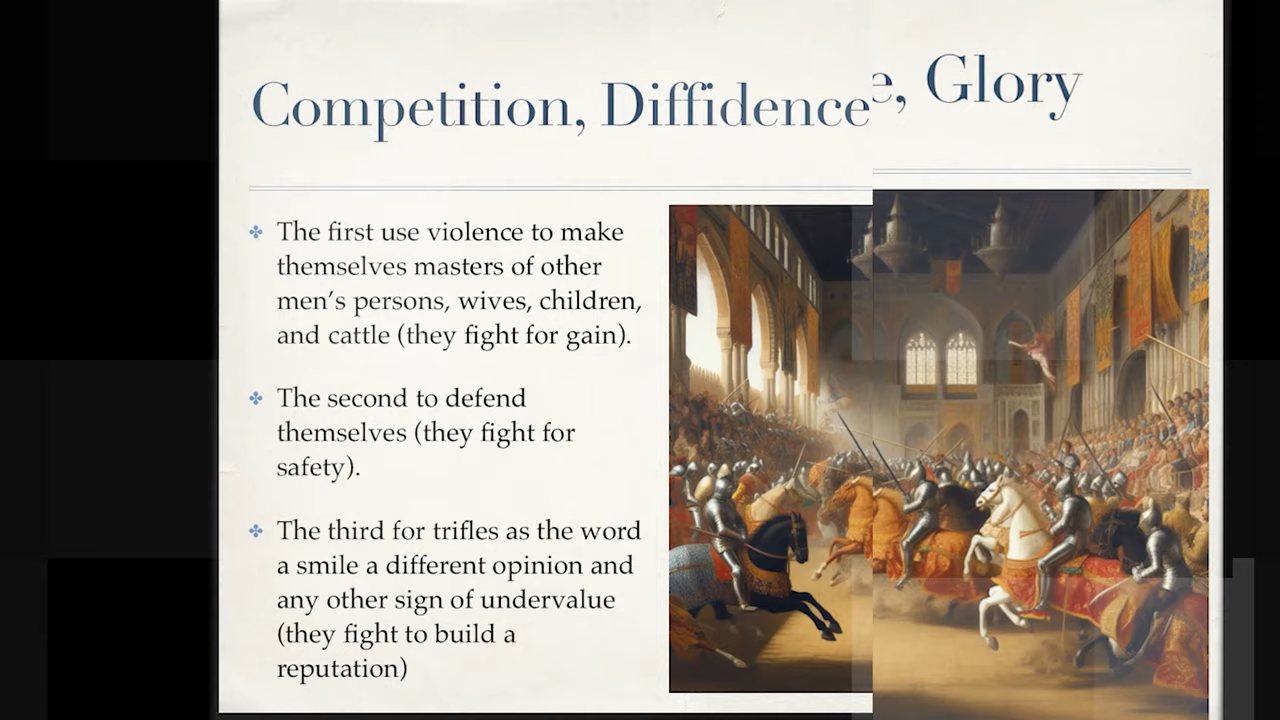 Competition, Diffidence, Glory
The first use violence to make
themselves masters of other
men's persons, wives, children,
and cattle (they fight for gain).
The second to defend
themselves (they fight for
safety).
The third for trifles as the word
a smile a different opinion and
any other sign of undervalue
(they fight to build a
reputation)